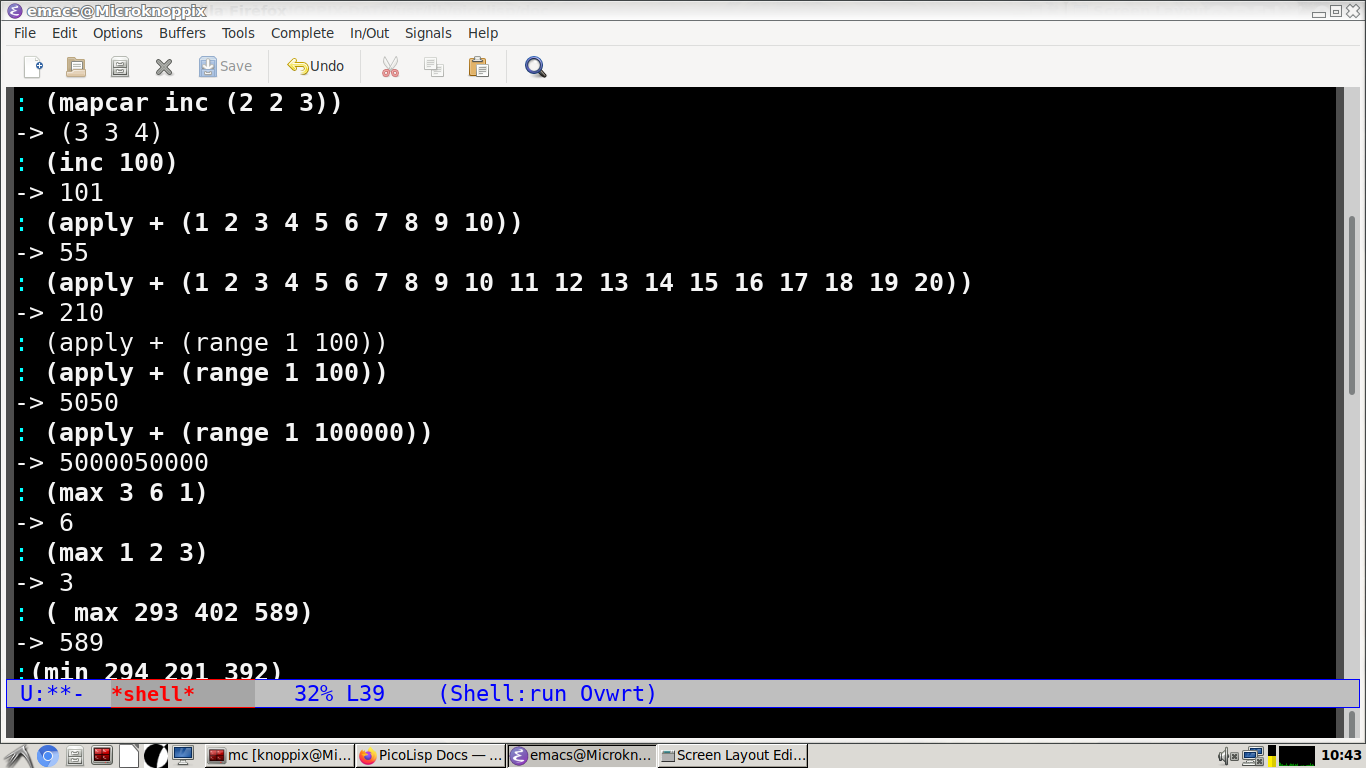 emacs@Microknoppix
File Edit Options Buffers Tools Complete In/Out Signals Help
Save Undo
: (mapcar inc (2 2 3))
-> (3 3 4)
: (inc 100)
-> 101
: (apply + (1 2 3 4 5 6 7 8 9 10))
-> 55
: (apply + (1 2 3 4 5 6 7 8 9 10 11 12 13 14 15 16 17 18 19 20))
-> 210
: (apply + (range 1 100))
: (apply + (range 1 100))
-> 5050
: (apply + (range 1 100000))
-> 5000050000
: (max 3 6 1)
-> 6
: (max 1 2 3)
-> 3
: ( max 293 402 589)
-> 589
:(min 294 291 392)
U:**- *shell* 32% L39 (Shell:run Ovwrt)
mc [knoppix@Mi... PicoLisp Docs — ... emacs@Microkn... Screen Layout Edi... 10:43